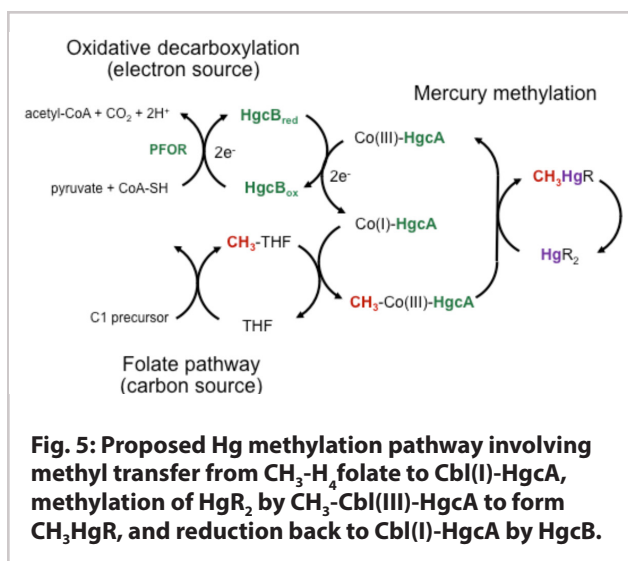 Oxidative decarboxylation
(electron source)
Mercury methylation
acetyl-CoA + CO₂ + 2H⁺
HgcB_red
PFOR
2e⁻
Co(III)-HgcA
pyruvate + CoA-SH
HgcB_ox
2e⁻
CH₃HgR
Co(I)-HgcA
CH₃-THF
HgR₂
CH₃-Co(III)-HgcA
C1 precursor
THF
Folate pathway
(carbon source)
Fig. 5: Proposed Hg methylation pathway involving
methyl transfer from CH₃-H₄folate to Cbl(I)-HgcA,
methylation of HgR₂ by CH₃-Cbl(III)-HgcA to form
CH₃HgR, and reduction back to Cbl(I)-HgcA by HgcB.